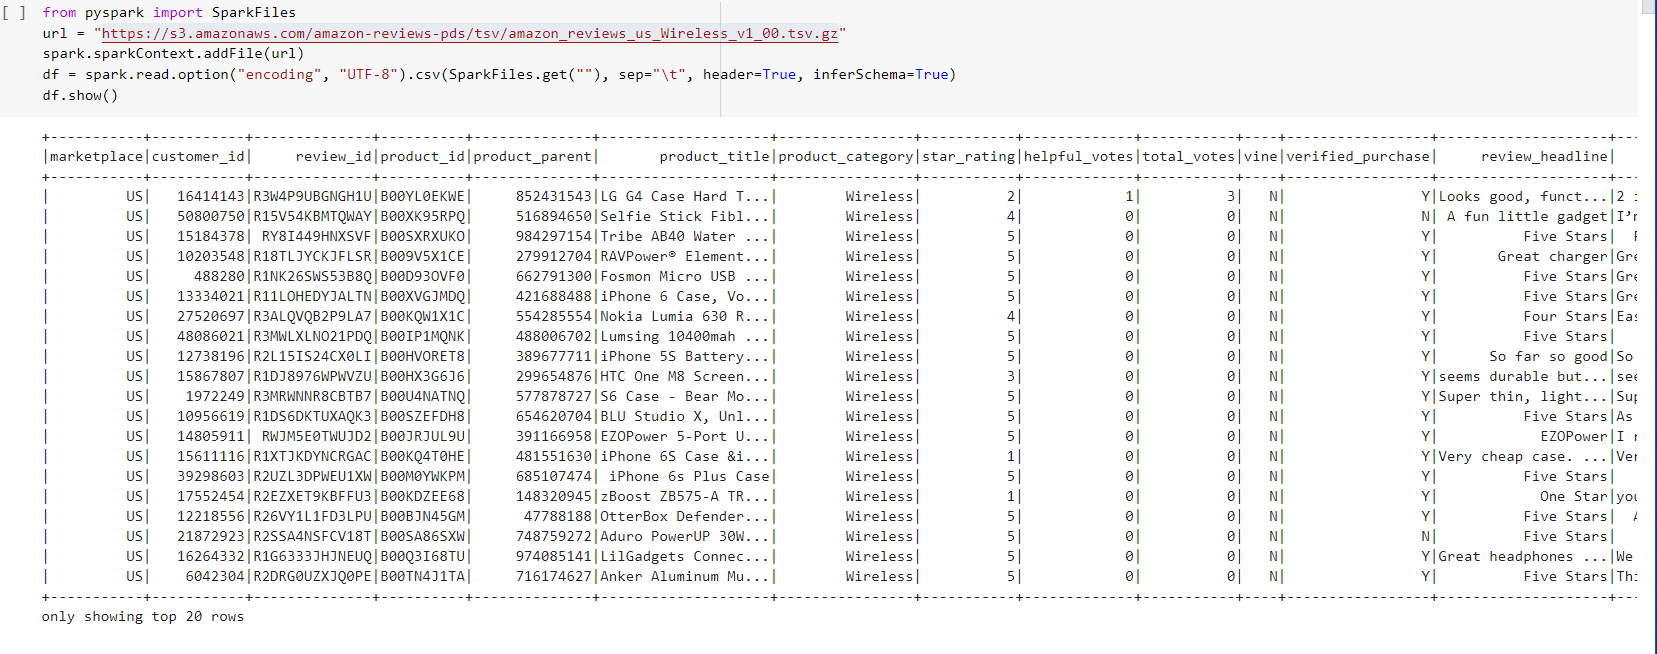 [ ] from pyspark import SparkFiles
url = "https://s3.amazonaws.com/amazon-reviews-pds/tsv/amazon_reviews_us_Wireless_v1_00.tsv.gz"
spark.sparkContext.addFile(url)
df = spark.read.option("encoding", "UTF-8").csv(SparkFiles.get(""), sep="\t", header=True, inferSchema=True)
df.show()
|marketplace|customer_id| review_id|product_id|product_parent| product_title|product_category|star_rating|helpful_votes|total_votes|vine|verified_purchase| review_headline|
| US| 16414143|R3W4P9UBGNGH1U|B00YL0EKWE| 852431543|LG G4 Case Hard T...| Wireless| 2| 1| 3| N| Y|Looks good, funct...|2 i
| US| 50800750|R15V54KBMTQWAY|B00XK95RPQ| 516894650|Selfie Stick Fibl...| Wireless| 4| 0| 0| N| N| A fun little gadget|I’m
| US| 15184378| RY8I449HNXSVF|B00SXRXUKO| 984297154|Tribe AB40 Water ...| Wireless| 5| 0| 0| N| Y| Five Stars|
| US| 10203548|R18TLJYCKJFLSR|B009V5X1CE| 279912704|RAVPower® Element...| Wireless| 5| 0| 0| N| Y| Great charger|Gre
| US| 488280|R1NK26SWS53B8Q|B00D93OVF0| 662791300|Fosmon Micro USB ...| Wireless| 5| 0| 0| N| Y| Five Stars|Gre
| US| 13334021|R11LOHEDYJALTN|B00XVGJMDQ| 421688488|iPhone 6 Case, Vo...| Wireless| 5| 0| 0| N| Y| Five Stars|Gre
| US| 27520697|R3ALQVQB2P9LA7|B00KQW1X1C| 554285554|Nokia Lumia 630 R...| Wireless| 4| 0| 0| N| Y| Four Stars|Eas
| US| 48086021|R3MWLXLNO21PDQ|B00IP1MQNK| 488006702|Lumsing 10400mah ...| Wireless| 5| 0| 0| N| Y| Five Stars|
| US| 12738196|R2L15IS24CX0LI|B00HVORET8| 389677711|iPhone 5S Battery...| Wireless| 5| 0| 0| N| Y| So far so good|So
| US| 15867807|R1DJ8976WPWVZU|B00HX3G6J6| 299654876|HTC One M8 Screen...| Wireless| 3| 0| 0| N| Y|seems durable but...|see
| US| 1972249|R3MRWNNR8CBTB7|B00U4NATNQ| 577878727|S6 Case - Bear Mo...| Wireless| 5| 0| 0| N| Y|Super thin, light...|Sup
| US| 10956619|R1DS6DKTUXAQK3|B00SZEFDH8| 654620704|BLU Studio X, Unl...| Wireless| 5| 0| 0| N| Y| Five Stars|As
| US| 14805911| RWJM5E0TWUJD2|B00JRJUL9U| 391166958|EZOPower 5-Port U...| Wireless| 5| 0| 0| N| Y| EZOPower|I r
| US| 15611116|R1XTJKDYNCRGAC|B00KQ4T0HE| 481551630|iPhone 6S Case &i...| Wireless| 1| 0| 0| N| Y|Very cheap case. ...|Ver
| US| 39298603|R2UZL3DPWEU1XW|B00M0YWKPM| 685107474| iPhone 6s Plus Case| Wireless| 5| 0| 0| N| Y| Five Stars|
| US| 17552454|R2EZXET9KBFFU3|B00KDZEE68| 148320945|zBoost ZB575-A TR...| Wireless| 1| 0| 0| N| Y| One Star|you
| US| 12218556|R26VY1L1FD3LPU|B00BJN45GM| 47788188|OtterBox Defender...| Wireless| 5| 0| 0| N| Y| Five Stars|
| US| 21872923|R2SSA4NSFCV18T|B00SA86SXW| 748759272|Aduro PowerUP 30W...| Wireless| 5| 0| 0| N| N| Five Stars|
| US| 16264332|R1G6333JHJNEUQ|B00Q3I68TU| 974085141|LilGadgets Connec...| Wireless| 5| 0| 0| N| Y|Great headphones ...|We
| US| 6042304|R2DRG0UZXJQ0PE|B00TN4J1TA| 716174627|Anker Aluminum Mu...| Wireless| 5| 0| 0| N| Y| Five Stars|Thi
only showing top 20 rows